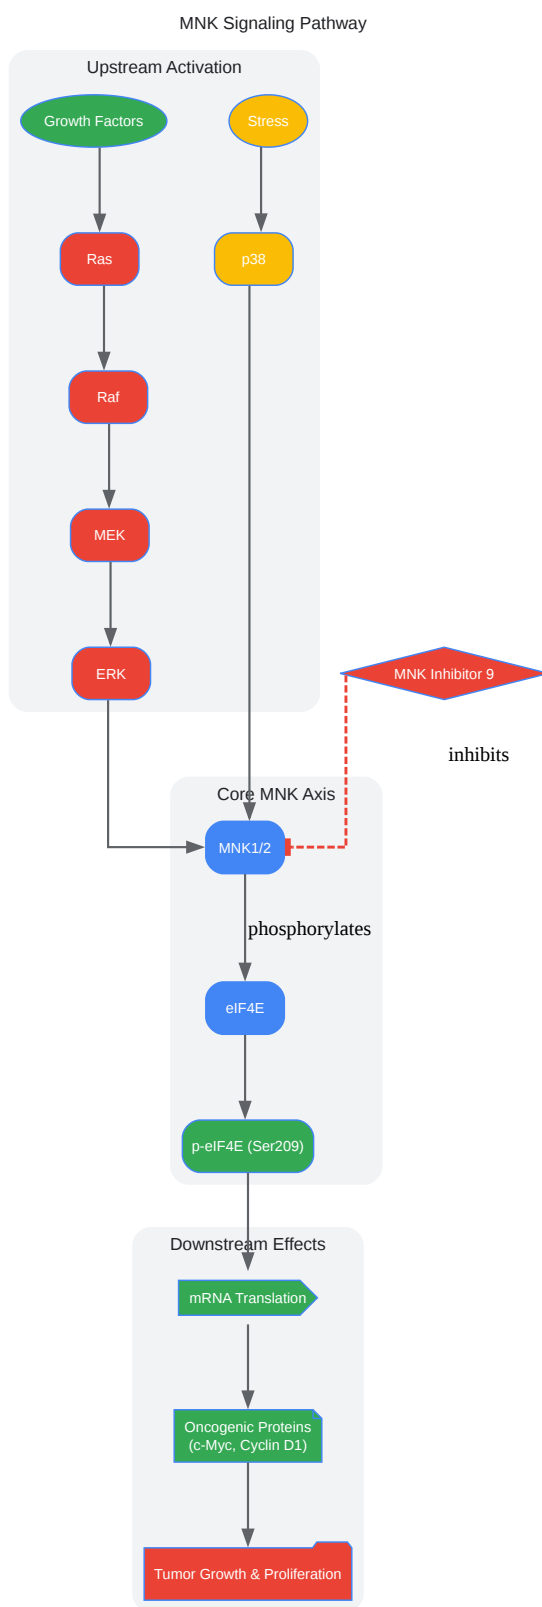 MNK Signaling Pathway
Upstream Activation
Growth Factors
Stress
Ras
p38
Raf
MEK
ERK
MNK Inhibitor 9
inhibits
Core MNK Axis
MNK1/2
phosphorylates
eIF4E
p-eIF4E (Ser209)
Downstream Effects
mRNA Translation
Oncogenic Proteins
(c-Myc, Cyclin D1)
Tumor Growth & Proliferation